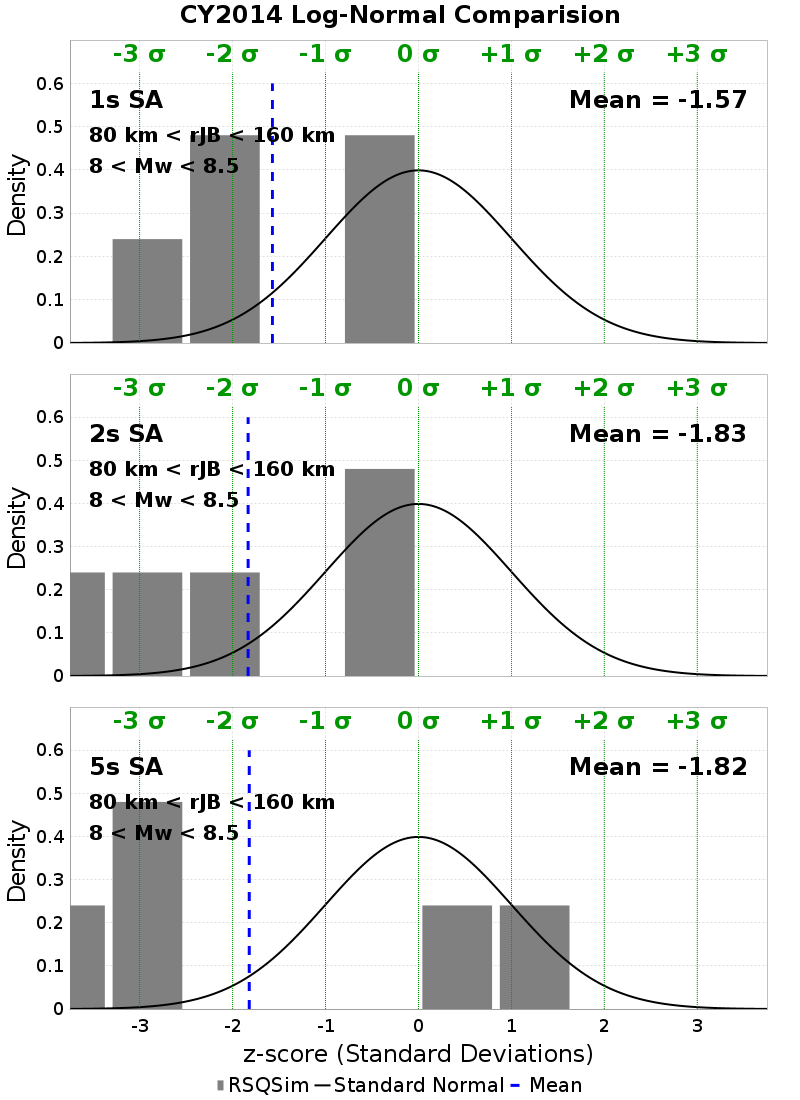 CY2014 Log-Normal Comparision
-3 σ -2 σ -1 σ 0 σ +1 σ +2 σ +3 σ
1s SA
Mean = -1.57
80 km < rJB < 160 km
8 < Mw < 8.5
0.6
0.5
0.4
0.3
0.2
0.1
0
Density
-3 σ -2 σ -1 σ 0 σ +1 σ +2 σ +3 σ
2s SA
Mean = -1.83
80 km < rJB < 160 km
8 < Mw < 8.5
0.6
0.5
0.4
0.3
0.2
0.1
0
Density
-3 σ -2 σ -1 σ 0 σ +1 σ +2 σ +3 σ
5s SA
Mean = -1.82
80 km < rJB < 160 km
8 < Mw < 8.5
0.6
0.5
0.4
0.3
0.2
0.1
0
Density
-3 -2 -1 0 1 2 3
z-score (Standard Deviations)
RSQSim Standard Normal Mean